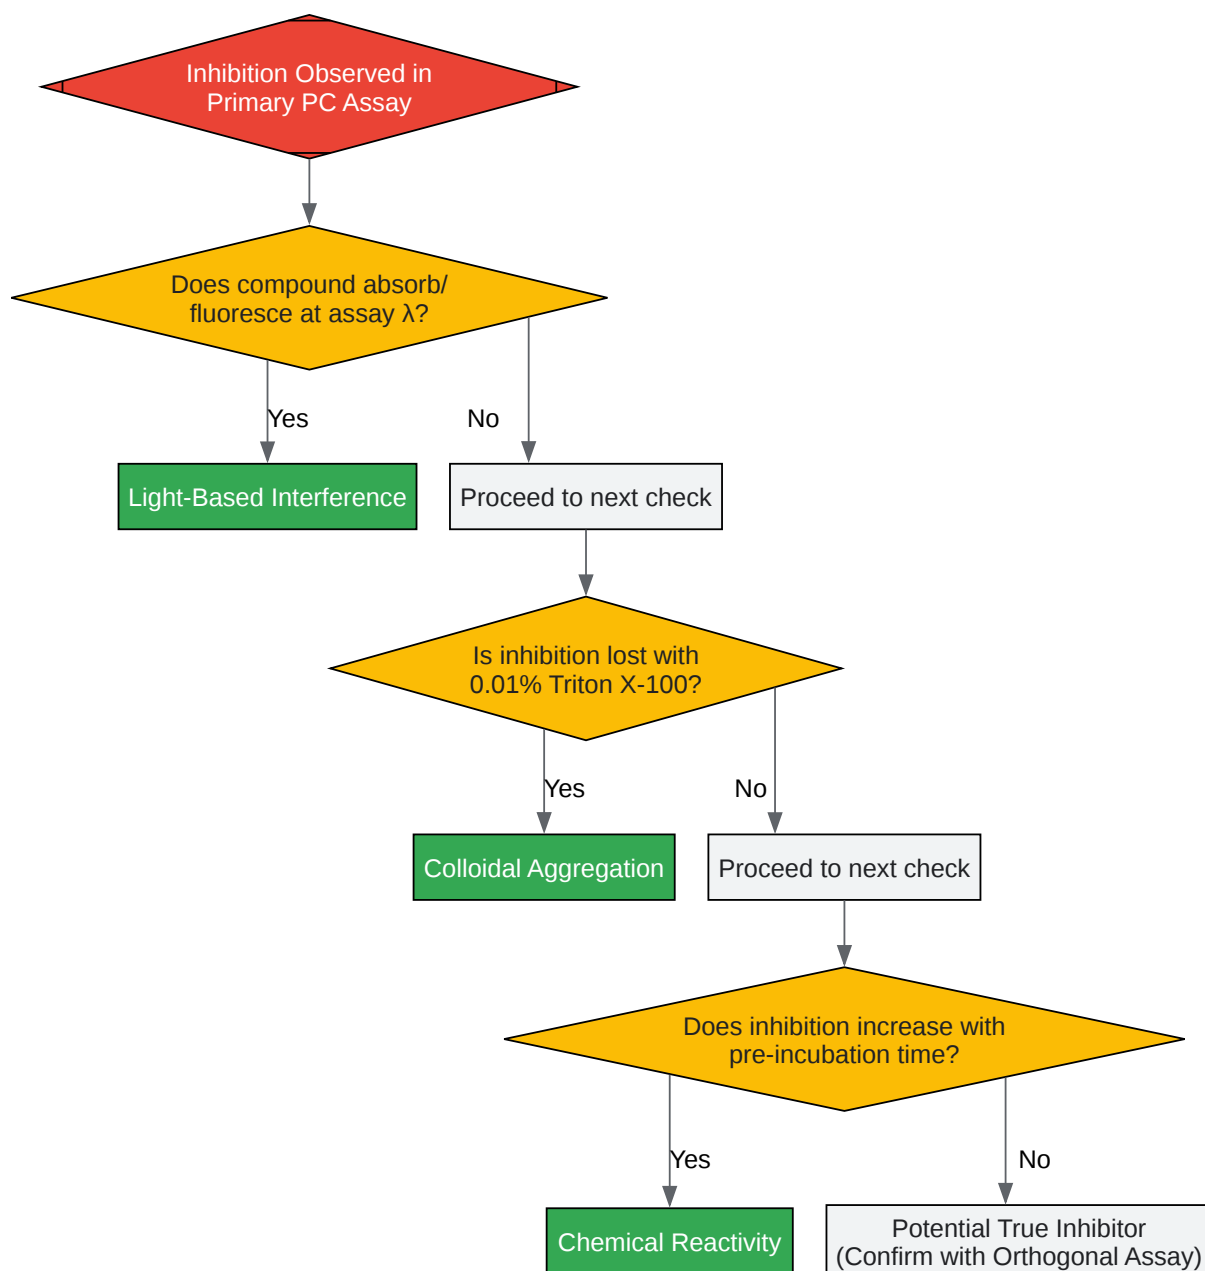 Inhibition Observed in
Primary PC Assay
Does compound absorb/
fluoresce at assay λ?
Yes
No
Light-Based Interference
Proceed to next check
Is inhibition lost with
0.01% Triton X-100?
Yes
No
Colloidal Aggregation
Proceed to next check
Does inhibition increase with
pre-incubation time?
Yes
No
Chemical Reactivity
Potential True Inhibitor
(Confirm with Orthogonal Assay)